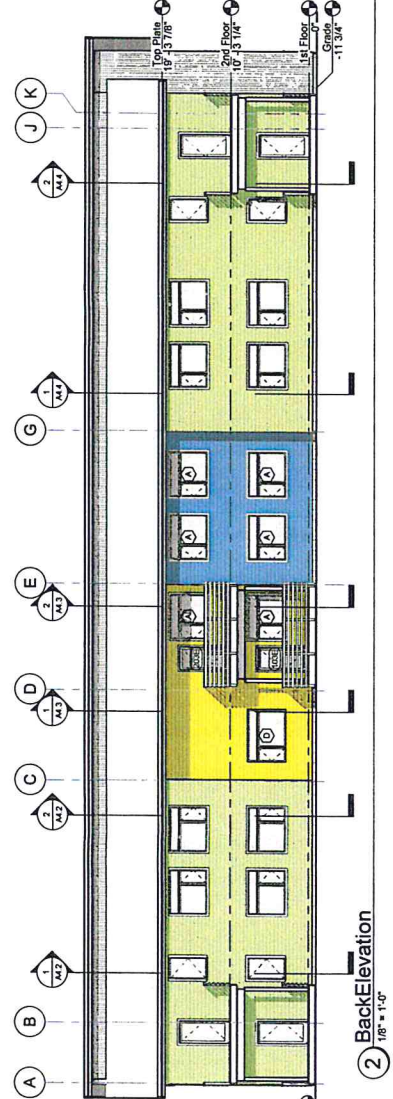 A
B
C
D
E
G
J
K
1
A4.2
2
A4.2
1
A4.3
2
A4.3
1
A4.4
2
A4.4
Top Plate
19' - 3 7/8"
2nd Floor
10' - 3 1/4"
1st Floor
0"
Grade
-11 3/4"
A
A
A
A
A
A
D
2
BackElevation
1/8" = 1'-0"